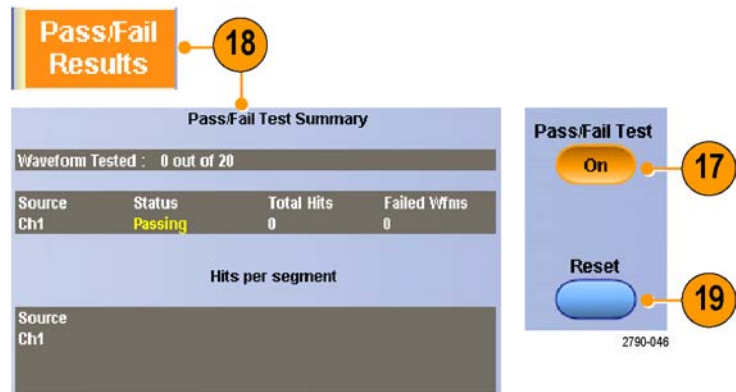 Pass/Fail
Results
18
Pass/Fail Test Summary
Waveform Tested : 0 out of 20
Source Status Total Hits Failed Wfms
Ch1 Passing 0 0
Hits per segment
Source
Ch1
Pass/Fail Test
On
17
Reset
19
2790-046